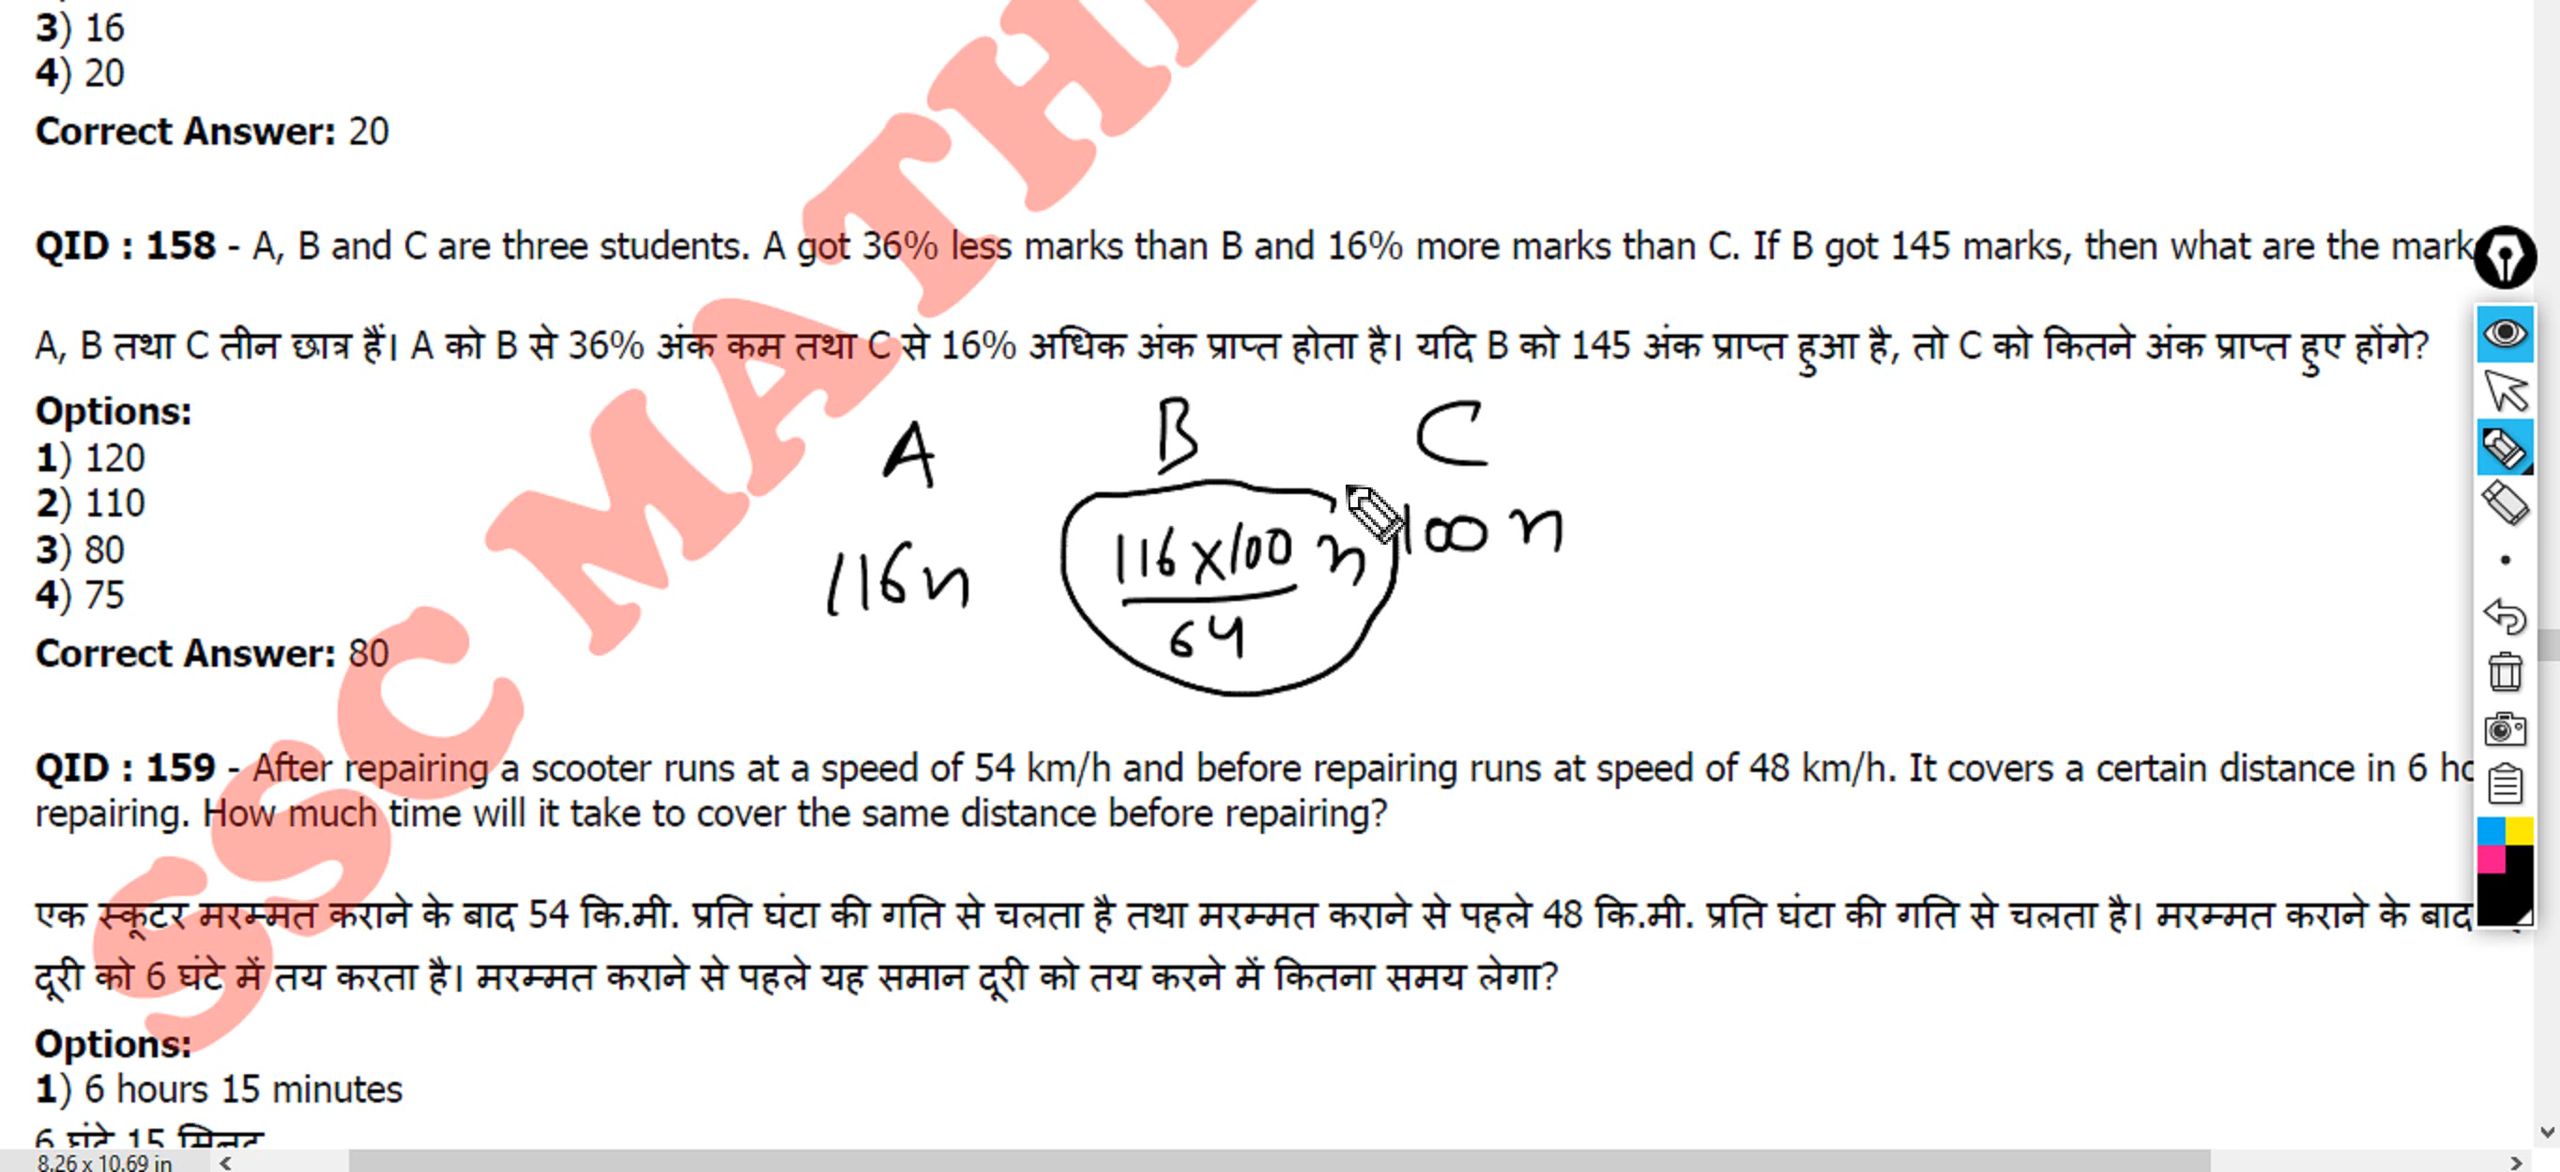 3) 16
4) 20
Correct Answer: 20
QID : 158 - A, B and C are three students. A got 36% less marks than B and 16% more marks than C. If B got 145 marks, then what are the mark
A, B तथा C तीन छात्र हैं। A को B से 36% अंक कम तथा C से 16% अधिक अंक प्राप्त होता है। यदि B को 145 अंक प्राप्त हुआ है, तो C को कितने अंक प्राप्त हुए होंगे?
Options:
1) 120
2) 110
3) 80
4) 75
Correct Answer: 80
A B C
116n 116×100 n 100 n
64
QID : 159 - After repairing a scooter runs at a speed of 54 km/h and before repairing runs at speed of 48 km/h. It covers a certain distance in 6 ho
repairing. How much time will it take to cover the same distance before repairing?
एक स्कूटर मरम्मत कराने के बाद 54 कि.मी. प्रति घंटा की गति से चलता है तथा मरम्मत कराने से पहले 48 कि.मी. प्रति घंटा की गति से चलता है। मरम्मत कराने के बाद
दूरी को 6 घंटे में तय करता है। मरम्मत कराने से पहले यह समान दूरी को तय करने में कितना समय लेगा?
Options:
1) 6 hours 15 minutes
6 घंटे 15 मिनट
SSC MATH
8.26 x 10.69 in